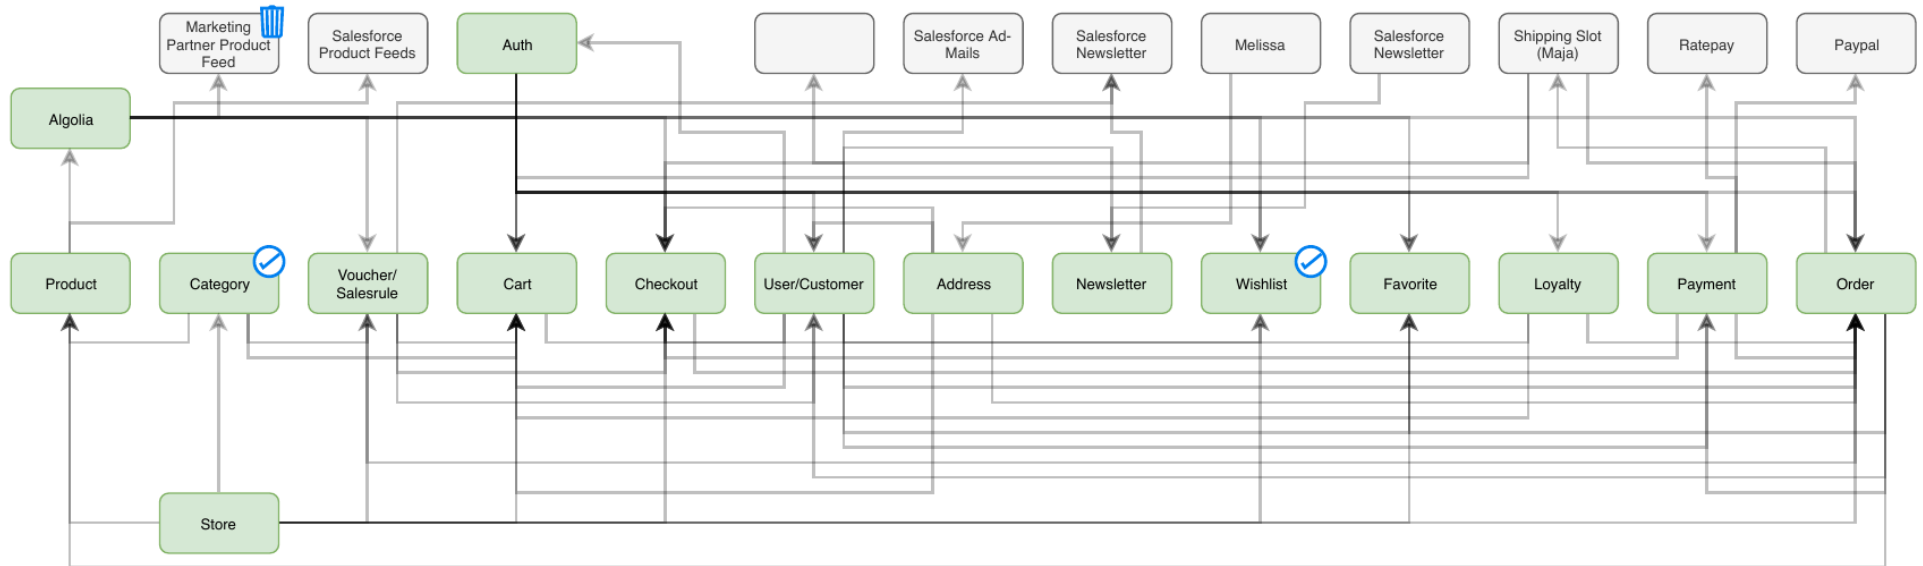 Marketing
Partner Product
Feed
Salesforce
Product Feeds
Auth
Salesforce Ad-
Mails
Salesforce
Newsletter
Melissa
Salesforce
Newsletter
Shipping Slot
(Maja)
Ratepay
Paypal
Algolia
Product
Category
Voucher/
Salesrule
Cart
Checkout
User/Customer
Address
Newsletter
Wishlist
Favorite
Loyalty
Payment
Order
Store